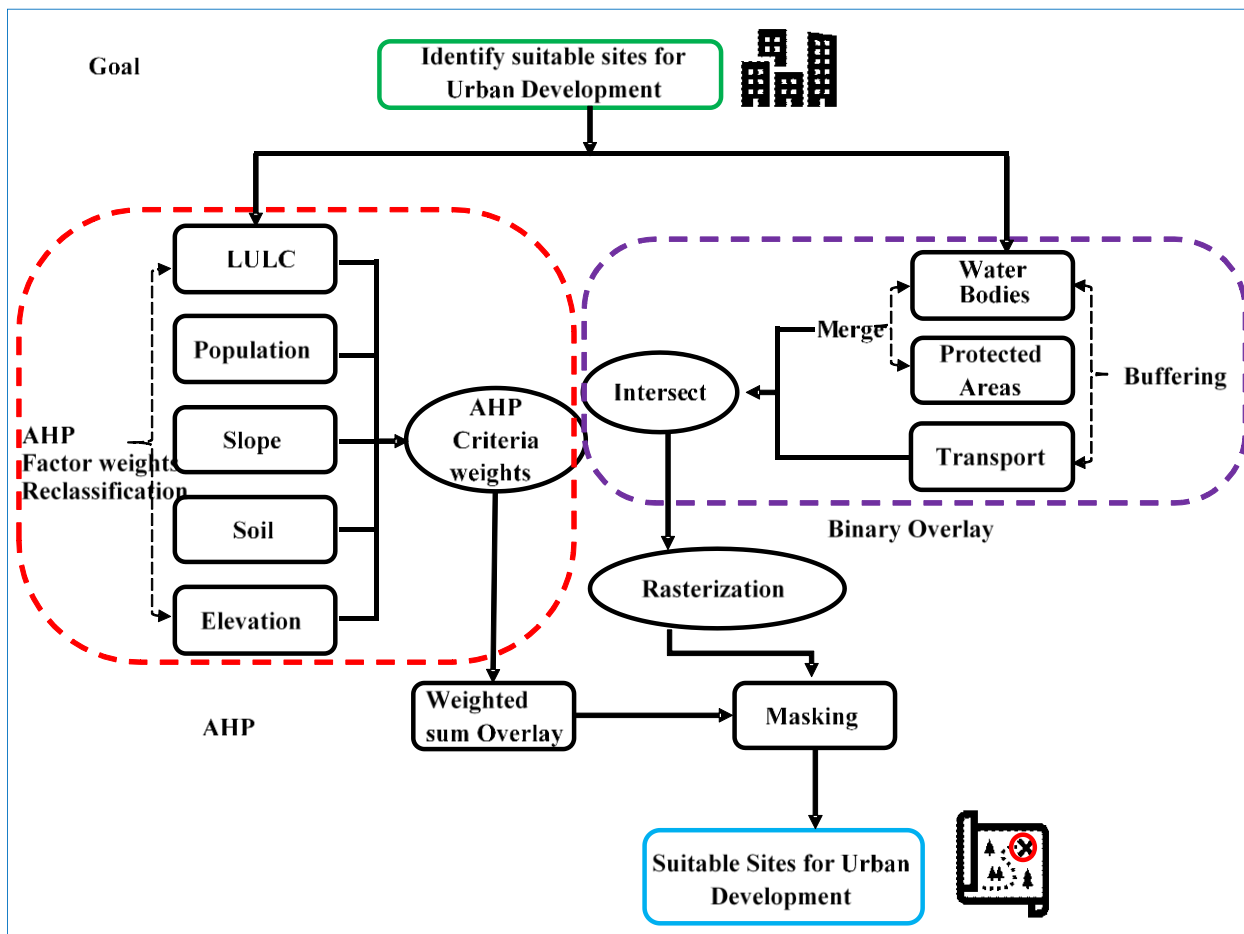 Goal
Identify suitable sites for
Urban Development
LULC
Population
Slope
Soil
Elevation
AHP
Factor weights
Reclassification
AHP
Criteria
weights
AHP
Water
Bodies
Merge
Protected
Areas
Buffering
Transport
Intersect
Binary Overlay
Rasterization
Weighted
sum Overlay
Masking
Suitable Sites for Urban
Development